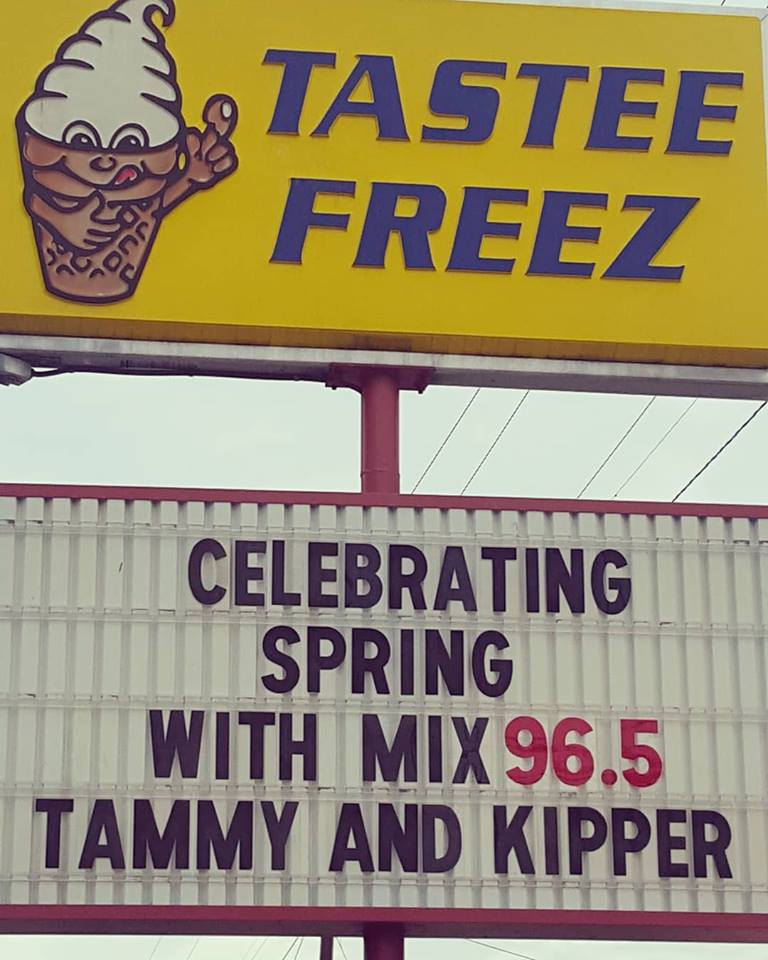 TASTEE
FREEZ
CELEBRATING
SPRING
WITH MIX 96.5
TAMMY AND KIPPER